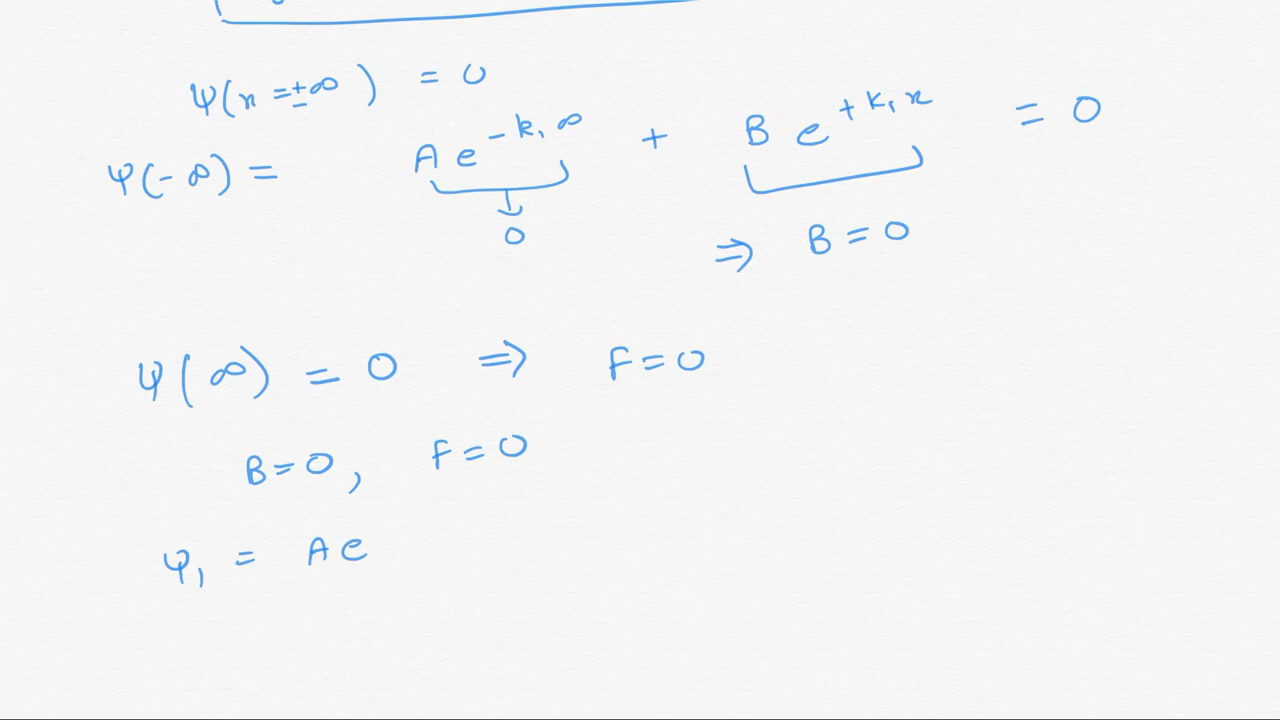 ψ(x = ±∞) = 0
ψ(-∞) = A e^{-k₁∞} + B e^{+k₁x} = 0
↓
0
⇒ B = 0
ψ(∞) = 0 ⇒ F = 0
B = 0, F = 0
ψ₁ = A e